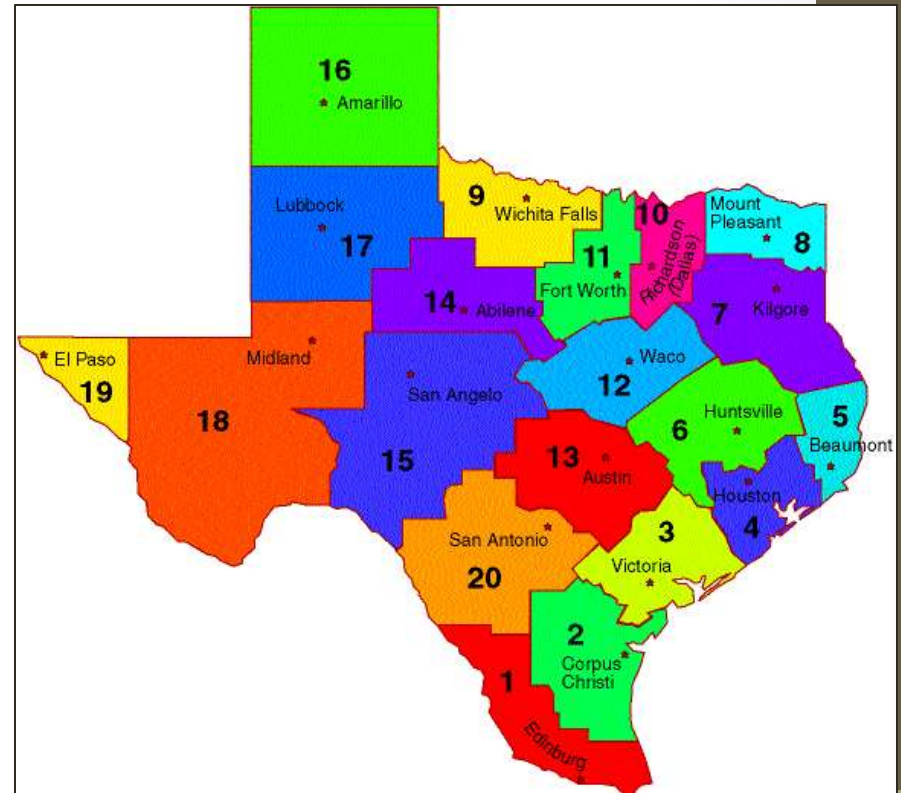 16
Amarillo
Lubbock
17
9
Wichita Falls
10
Richardson
(Dallas)
Mount
Pleasant
8
11
Fort Worth
14
Abilene
7
Kilgore
El Paso
19
Midland
18
San Angelo
15
Waco
12
Huntsville
6
5
Beaumont
13
Austin
Houston
4
San Antonio
20
3
Victoria
2
Corpus
Christi
1
Edinburg